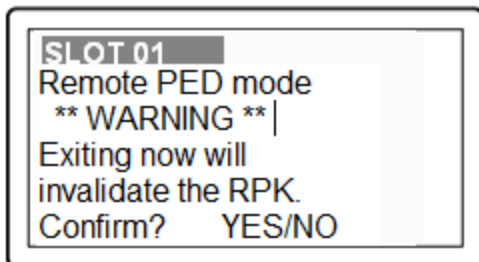 SLOT 01
Remote PED mode
** WARNING ** |
Exiting now will
invalidate the RPK.
Confirm? YES/NO